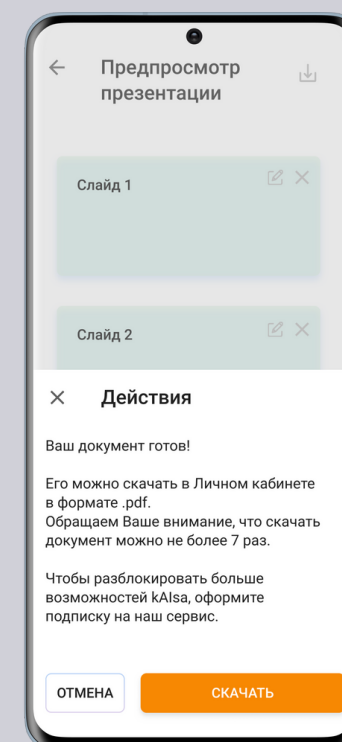 Предпросмотр
презентации
Слайд 1
Слайд 2
Действия
Ваш документ готов!
Его можно скачать в Личном кабинете
в формате .pdf.
Обращаем Ваше внимание, что скачать
документ можно не более 7 раз.
Чтобы разблокировать больше
возможностей kAIsa, оформите
подписку на наш сервис.
ОТМЕНА
СКАЧАТЬ